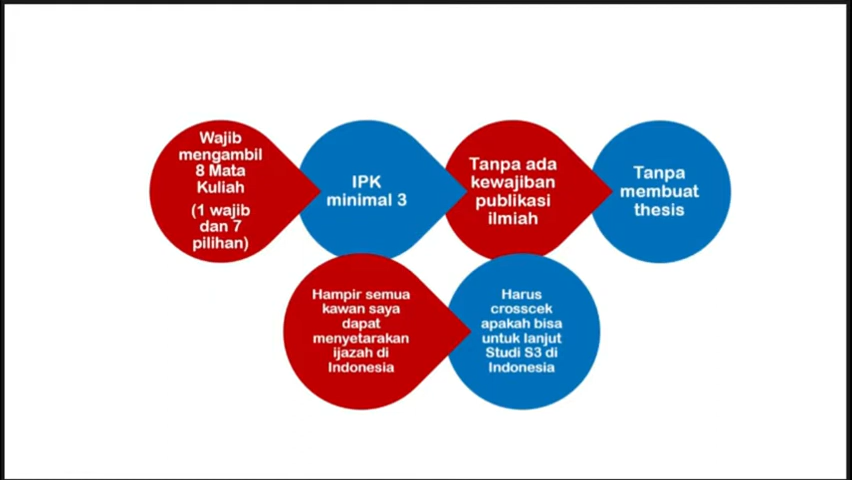 Wajib
mengambil
8 Mata
Kuliah
(1 wajib
dan 7
pilihan)
IPK
minimal 3
Tanpa ada
kewajiban
publikasi
ilmiah
Tanpa
membuat
thesis
Hampir semua
kawan saya
dapat
menyetarakan
ijazah di
Indonesia
Harus
crosscek
apakah bisa
untuk lanjut
Studi S3 di
Indonesia